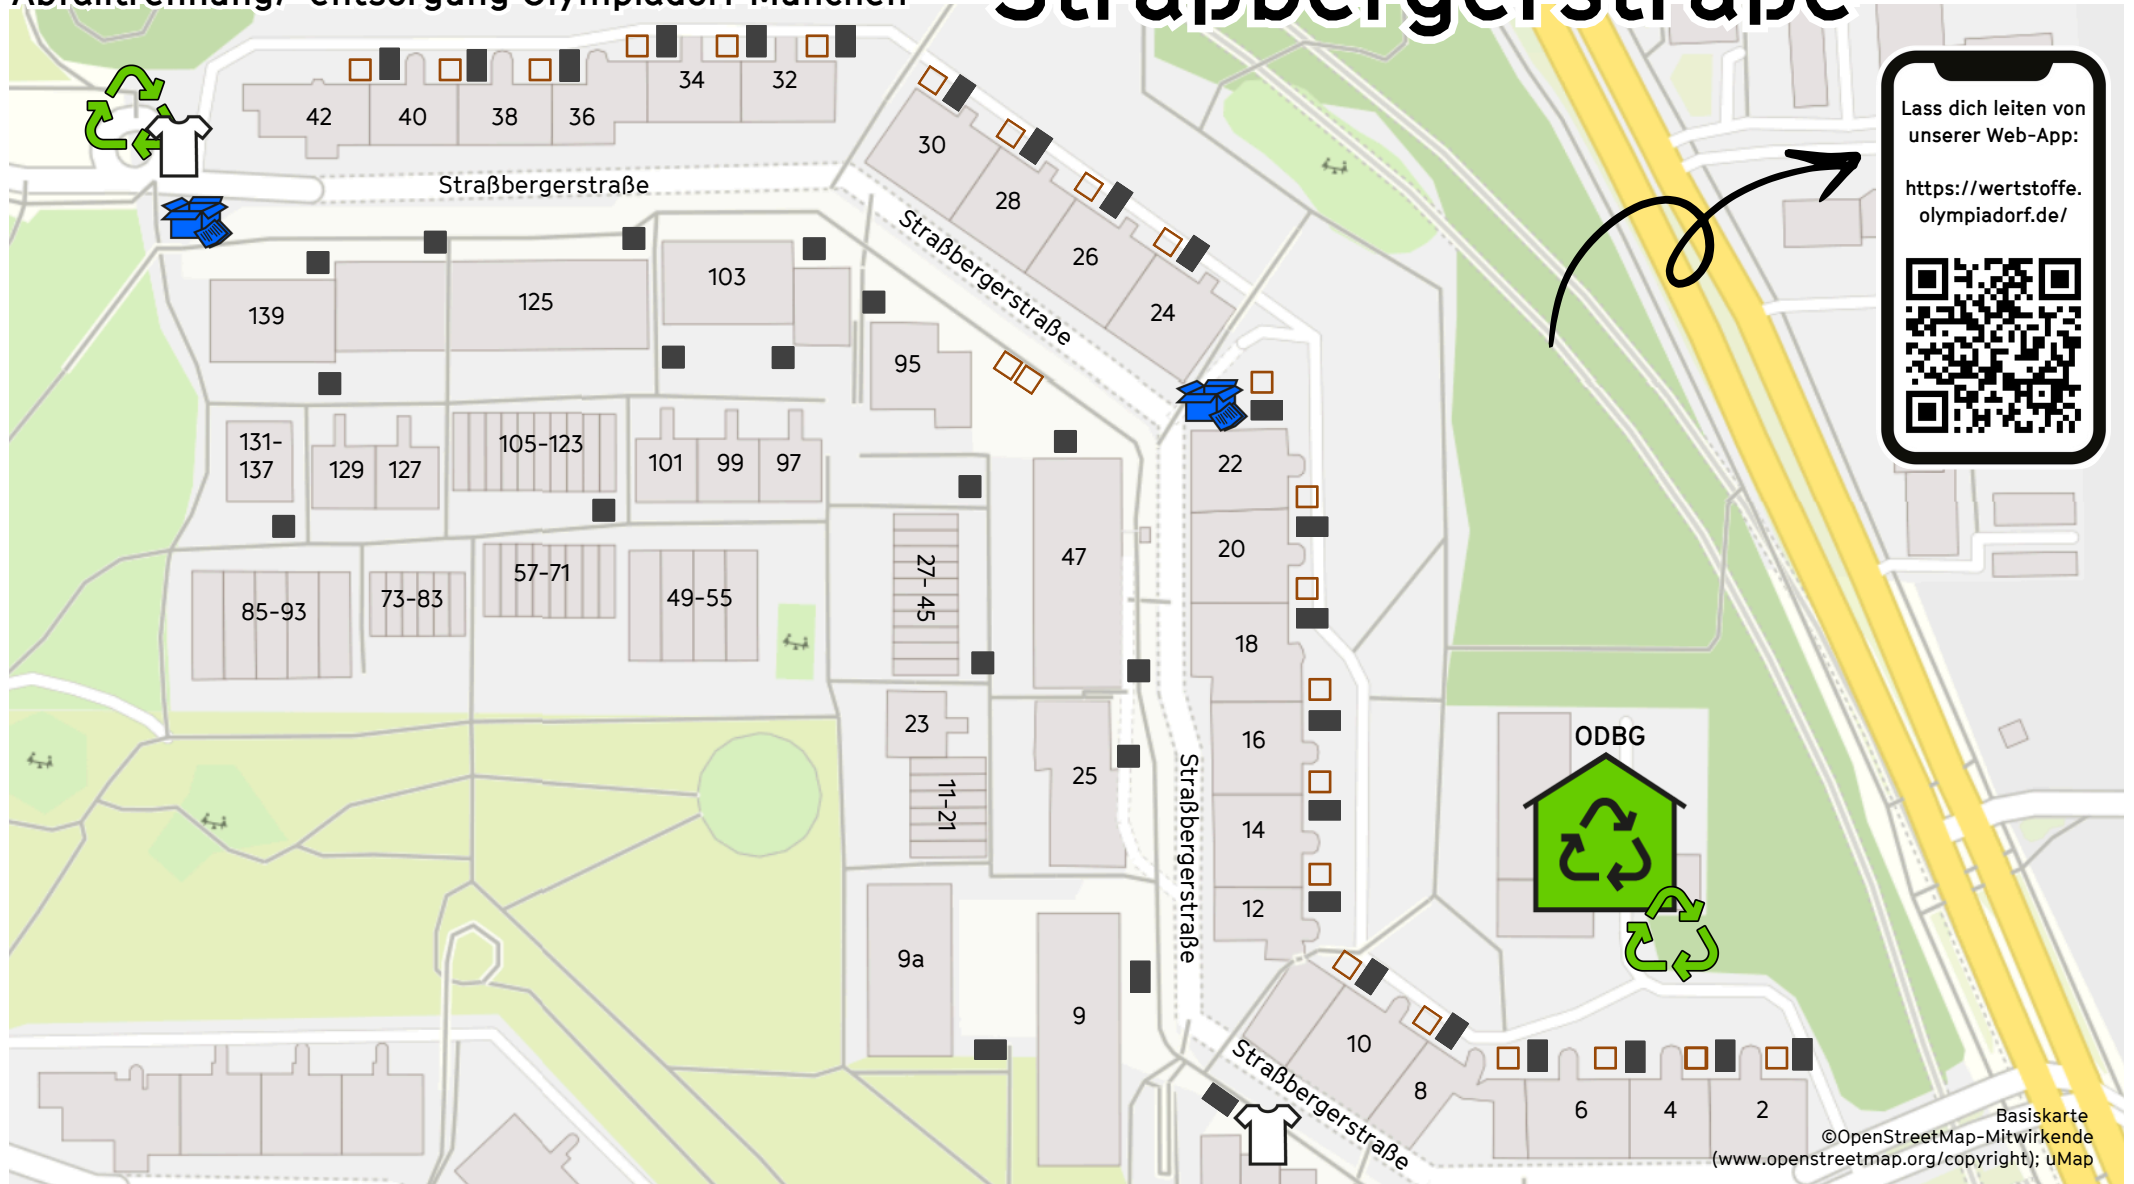 Abfalltrennung/-entsorgung Olympiadorf München
Straßbergerstraße
Lass dich leiten von
unserer Web-App:
https://wertstoffe.
olympiadorf.de/
34
32
42
40
38
36
30
28
26
24
Straßbergerstraße
Straßbergerstraße
139
125
103
95
131-
137
129
127
105-123
101
99
97
22
20
18
16
14
12
47
27-45
85-93
73-83
57-71
49-55
23
25
11-21
Straßbergerstraße
ODBG
9a
9
10
8
6
4
2
Straßbergerstraße
Basiskarte
©OpenStreetMap-Mitwirkende
(www.openstreetmap.org/copyright); uMap